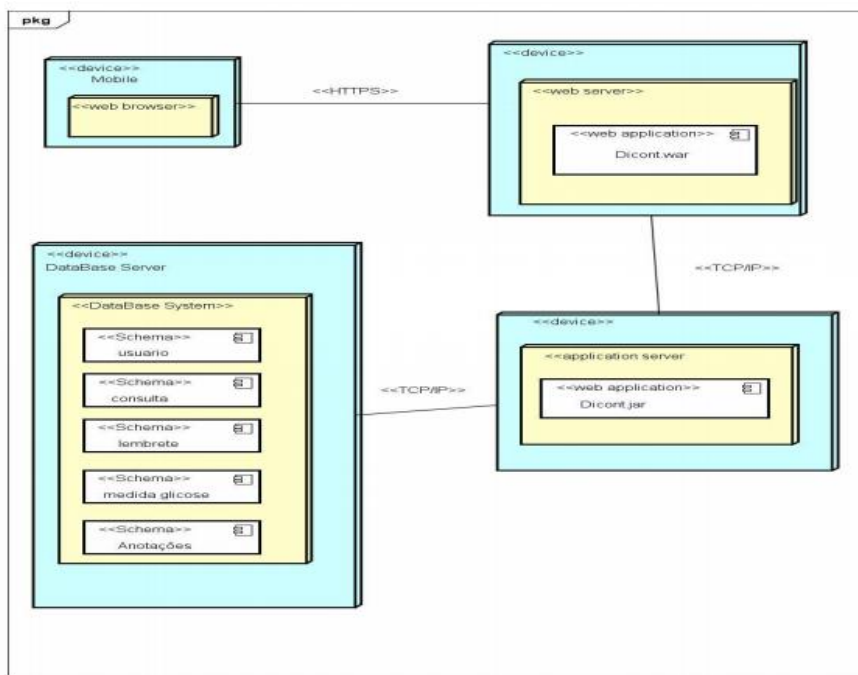 pkg
<<device>>
Mobile
<<web browser>>
<<HTTPS>>
<<device>>
<<web server>>
<<web application>>
Dicont.war
<<TCP/IP>>
<<device>>
DataBase Server
<<DataBase System>>
<<Schema>>
usuario
<<Schema>>
consulta
<<Schema>>
lembrete
<<Schema>>
medida glicose
<<Schema>>
Anotações
<<TCP/IP>>
<<device>>
<<application server
<<web application>>
Dicont.jar